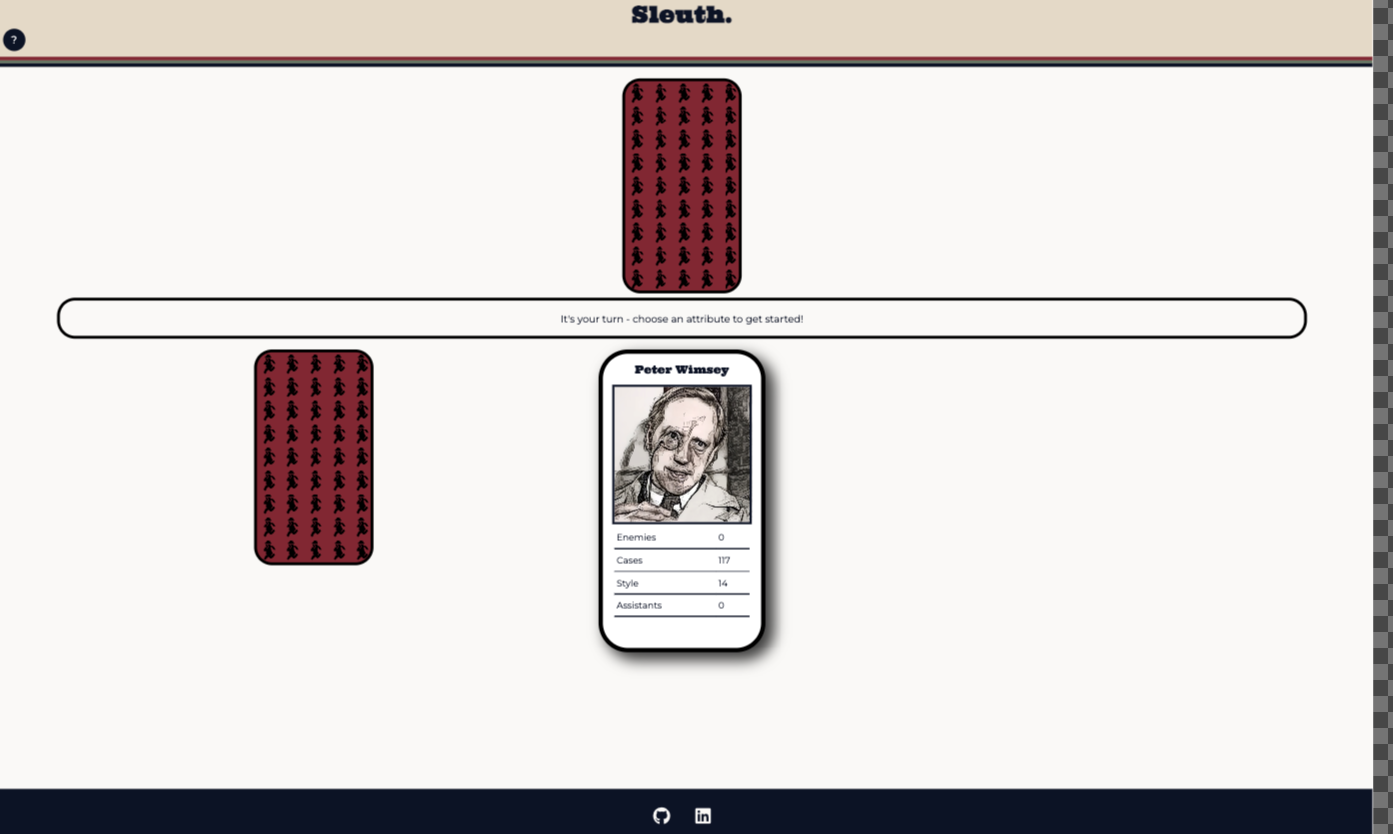 Sleuth.
?
It's your turn - choose an attribute to get started!
Peter Wimsey
Enemies 0
Cases 117
Style 14
Assistants 0
in